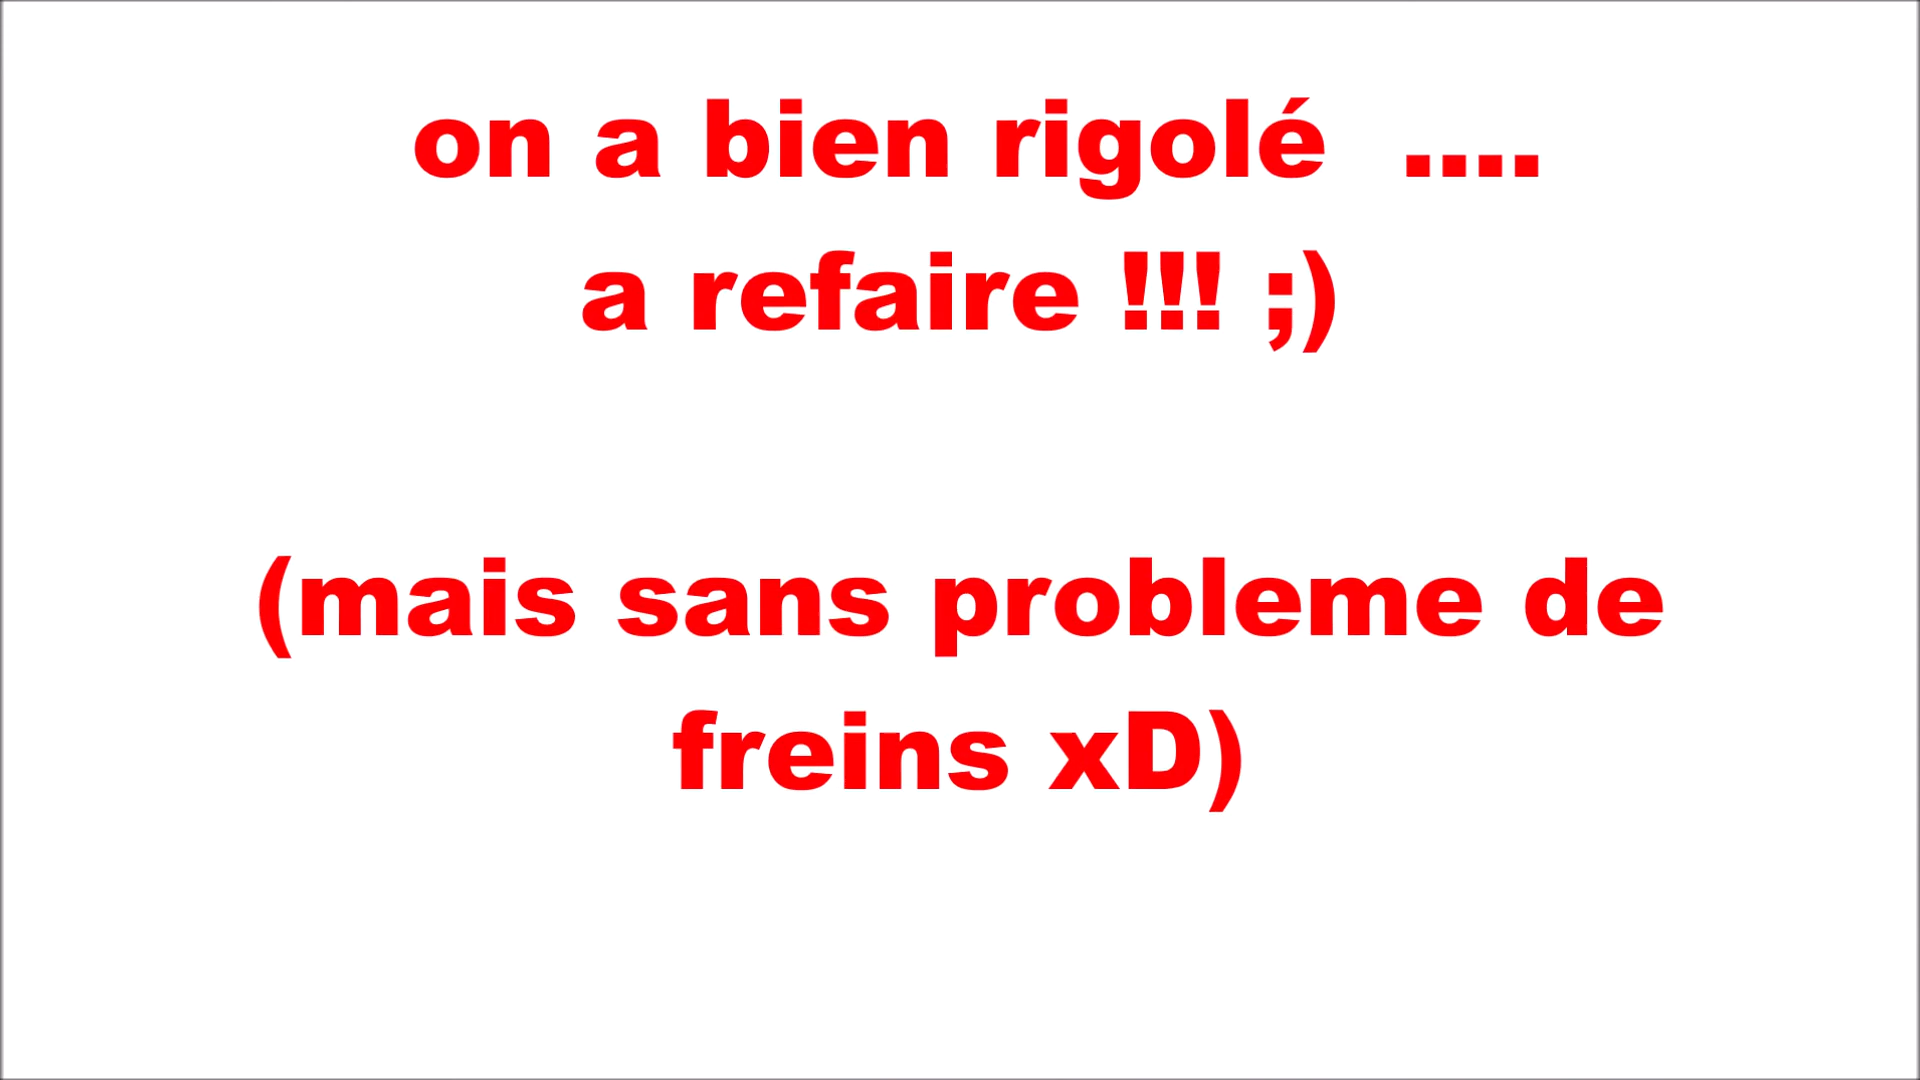 on a bien rigolé  ....
a refaire !!! ;)
(mais sans probleme de
freins xD)